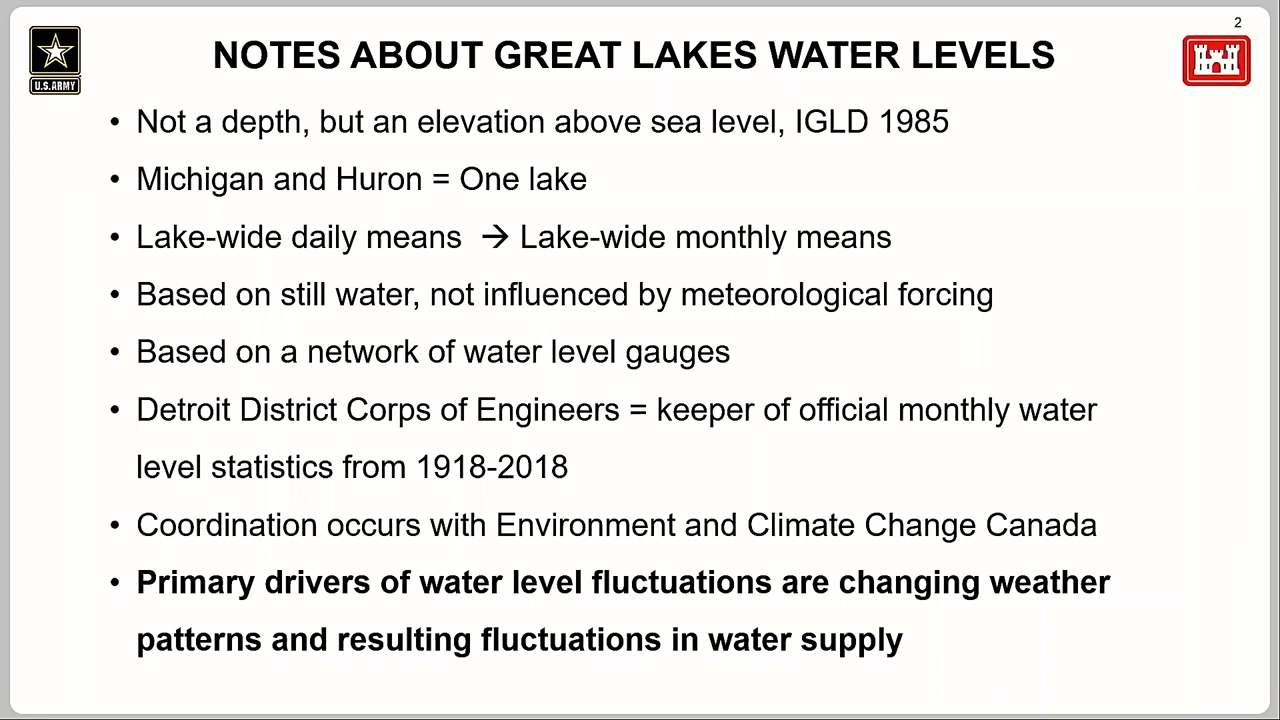 2
NOTES ABOUT GREAT LAKES WATER LEVELS
U.S.ARMY
• Not a depth, but an elevation above sea level, IGLD 1985
• Michigan and Huron = One lake
• Lake-wide daily means → Lake-wide monthly means
• Based on still water, not influenced by meteorological forcing
• Based on a network of water level gauges
• Detroit District Corps of Engineers = keeper of official monthly water
level statistics from 1918-2018
• Coordination occurs with Environment and Climate Change Canada
• Primary drivers of water level fluctuations are changing weather
patterns and resulting fluctuations in water supply